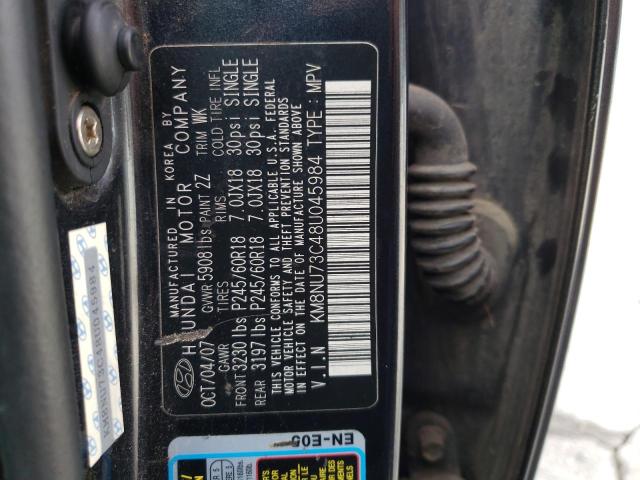 MANUFACTURED IN KOREA BY
HYUNDAI MOTOR COMPANY
OCT/04/07 GVWR 5908lbs PAINT 2Z TRIM WK
GAWR TIRES RIMS COLD TIRE INFL
FRONT 3230 lbs P245/60R18 7.0JX18 30psi SINGLE
REAR 3197 lbs P245/60R18 7.0JX18 30psi SINGLE
THIS VEHICLE CONFORMS TO ALL APPLICABLE U.S.A. FEDERAL
MOTOR VEHICLE SAFETY AND THEFT PREVENTION STANDARDS
IN EFFECT ON THE DATE OF MANUFACTURE SHOWN ABOVE
V.I.N KM8NU73C48U045984 TYPE : MPV
KM8NU73C48U045984
EN-E05